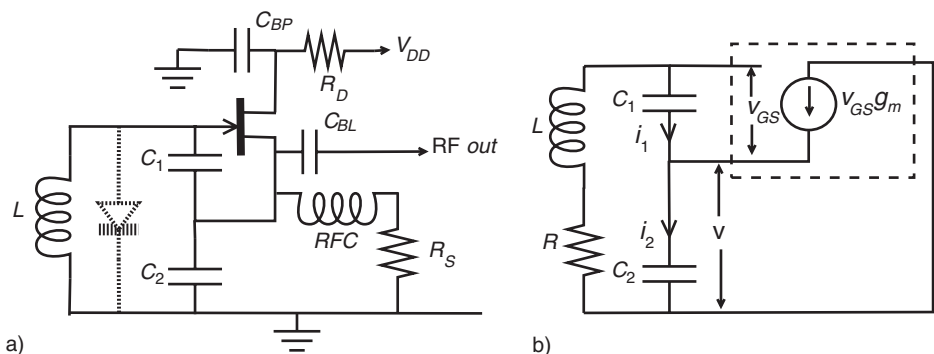 C_BP
V_DD
R_D
C_BL
C_1
RF out
L
RFC
R_S
C_2
a)
C_1
v_GS
v_GS g_m
L
i_1
R
i_2
v
C_2
b)